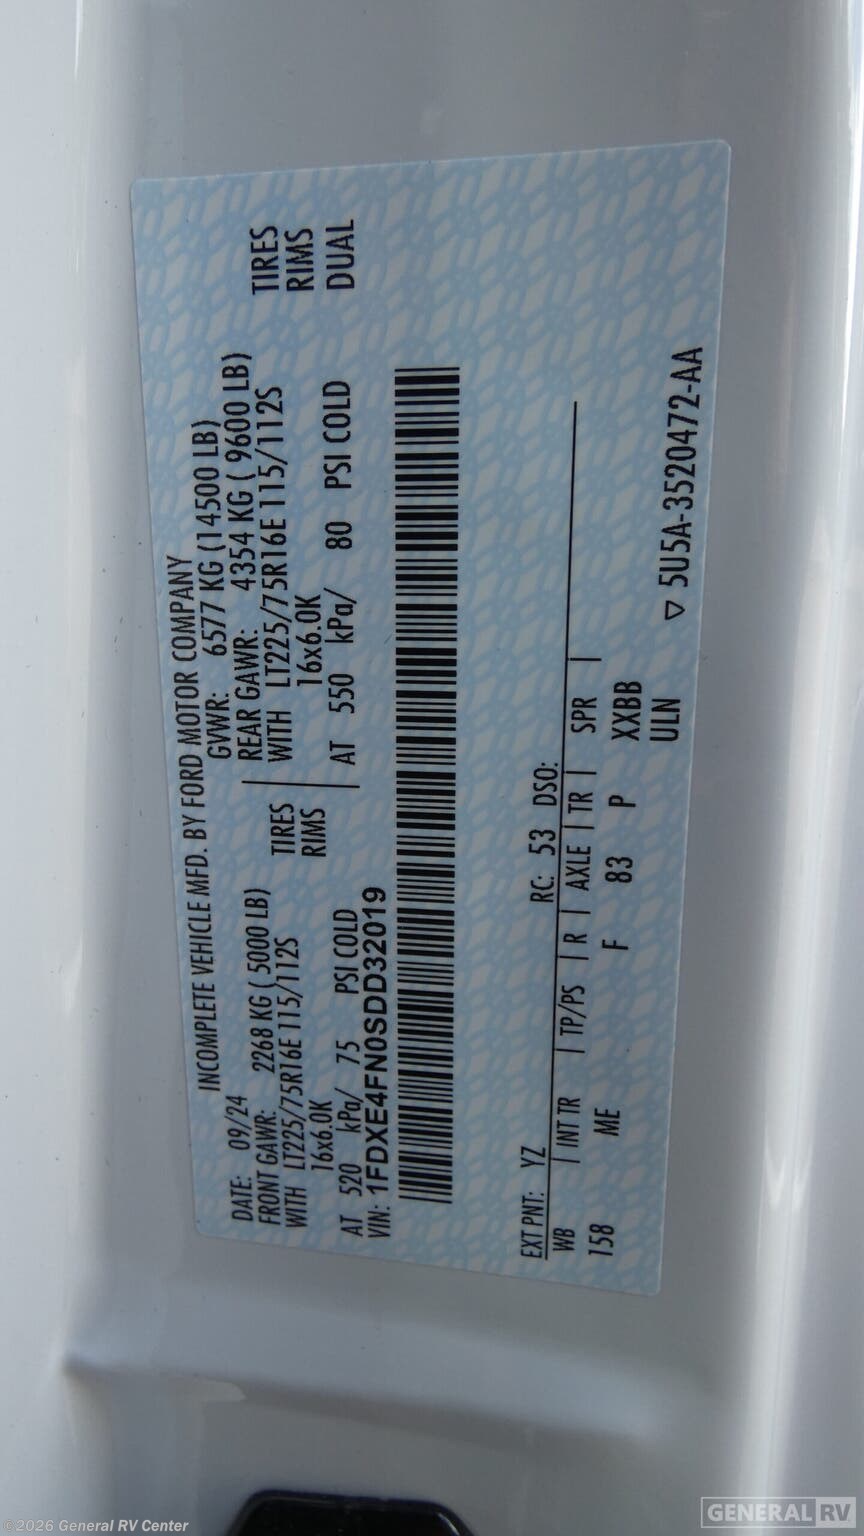 INCOMPLETE VEHICLE MFD. BY FORD MOTOR COMPANY
DATE: 09/24 GVWR: 6577 KG (14500 LB)
FRONT GAWR: 2268 KG ( 5000 LB) REAR GAWR: 4354 KG ( 9600 LB)
WITH LT225/75R16E 115/112S TIRES WITH LT225/75R16E 115/112S TIRES
16x6.0K RIMS 16x6.0K RIMS
AT 520 kPa/ 75 PSI COLD AT 550 kPa/ 80 PSI COLD DUAL
VIN: 1FDXE4FN0SDD32019
EXT PNT: YZ RC: 53 DSO:
WB | INT TR | TP/PS | R | AXLE | TR | SPR |
158 ME F 83 P XXBB
ULN
▽ 5U5A-3520472-AA
©2026 General RV Center
GENERAL RV